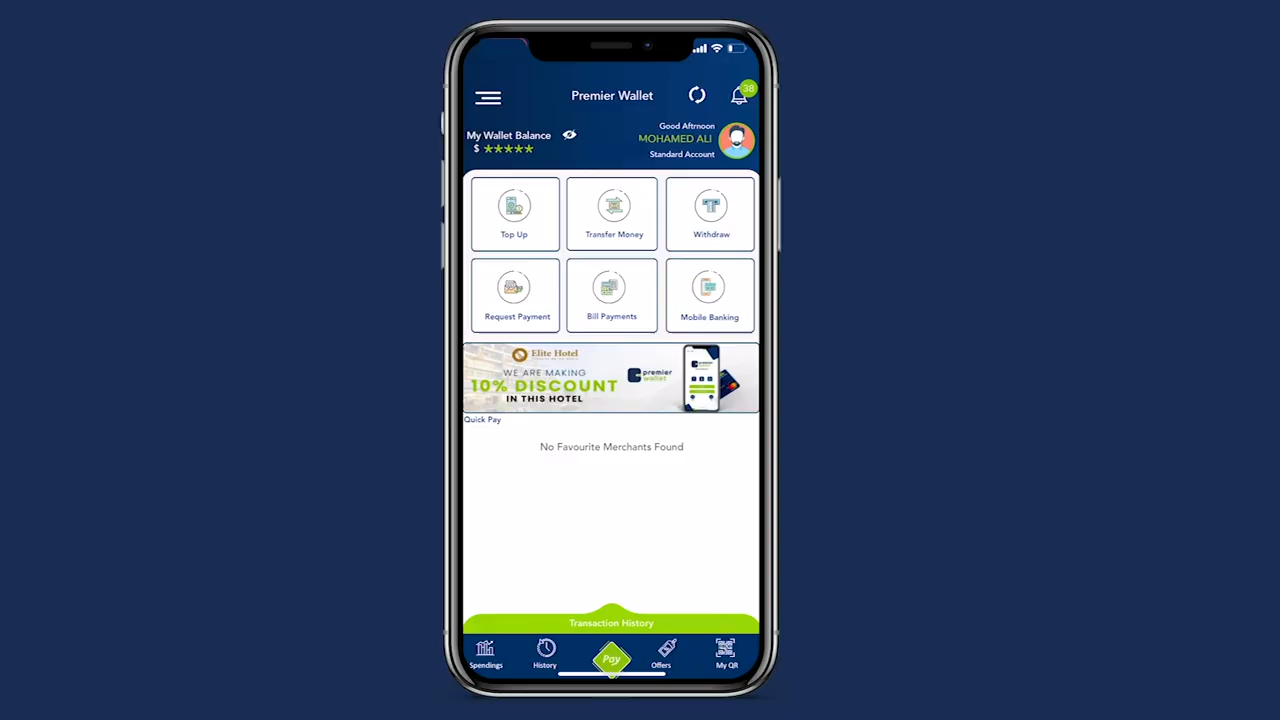 Premier Wallet
38
My Wallet Balance
$ *****
Good Aftrnoon
MOHAMED ALI
Standard Account
Top Up
Transfer Money
Withdraw
Request Payment
Bill Payments
Mobile Banking
Elite Hotel
WE ARE MAKING
10% DISCOUNT
IN THIS HOTEL
premier
wallet
Quick Pay
No Favourite Merchants Found
Transaction History
Spendings
History
Pay
Offers
My QR